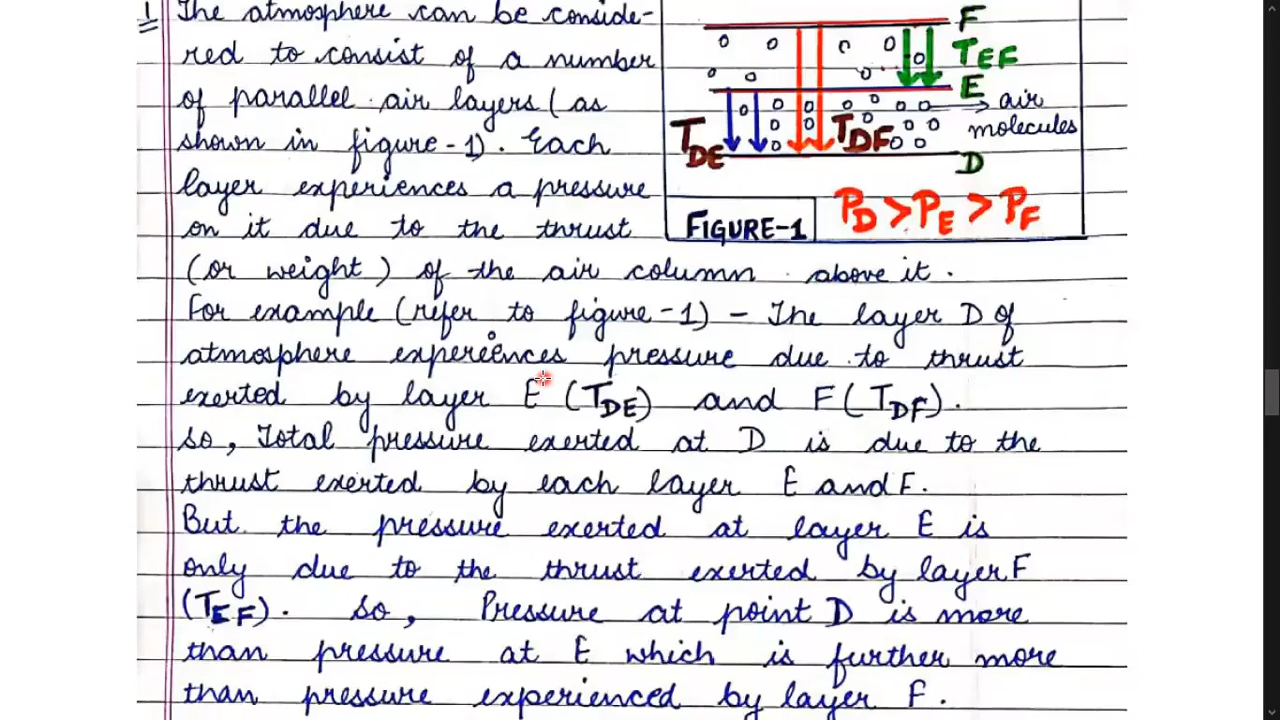 1 The atmosphere can be conside-
red to consist of a number
of parallel air layers (as
shown in figure-1). Each
layer experiences a pressure
on it due to the thrust
(or weight) of the air column above it.
For example (refer to figure-1) - The layer D of
atmosphere experiences pressure due to thrust
exerted by layer E (TDE) and F (TDF).
So, Total pressure exerted at D is due to the
thrust exerted by each layer E and F.
But the pressure exerted at layer E is
only due to the thrust exerted by layer F
(TEF). So, Pressure at point D is more
than pressure at E which is further more
than pressure experienced by layer F.
F
TEF
E
air
molecules
TDE
TDF
D
FIGURE-1
PD > PE > PF